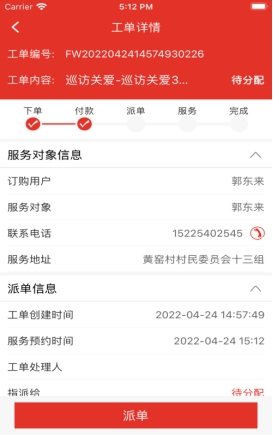 Carrier 5:12 PM
工单详情
工单编号: FW2022042414574930226
工单内容: 巡访关爱-巡访关爱3... 待分配
下单 付款 派单 服务 完成
服务对象信息
订购用户 郭东来
服务对象 郭东来
联系电话 15225402545
服务地址 黄窑村村民委员会十三组
派单信息
工单创建时间 2022-04-24 14:57:49
服务预约时间 2022-04-24 15:12
工单处理人
指派给 待分配
派单